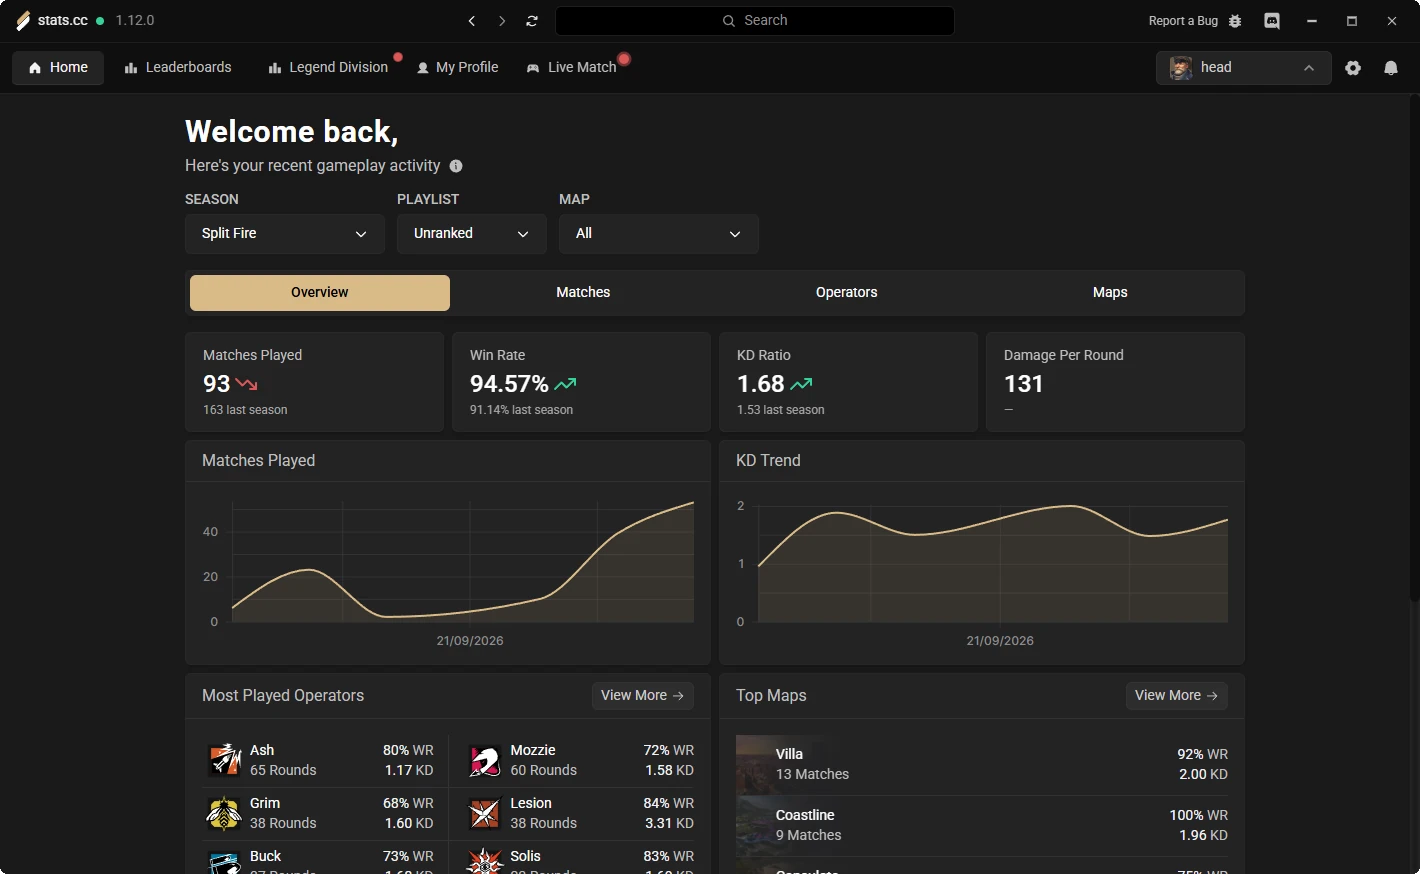 stats.cc 1.12.0
Search
Report a Bug
Home
Leaderboards
Legend Division
My Profile
Live Match
head
Welcome back,
Here's your recent gameplay activity
SEASON
PLAYLIST
MAP
Split Fire
Unranked
All
Overview
Matches
Operators
Maps
Matches Played
93
163 last season
Win Rate
94.57%
91.14% last season
KD Ratio
1.68
1.53 last season
Damage Per Round
131
–
Matches Played
40
20
0
21/09/2026
KD Trend
2
1
0
21/09/2026
Most Played Operators
View More →
Ash 80% WR
65 Rounds 1.17 KD
Mozzie 72% WR
60 Rounds 1.58 KD
Grim 68% WR
38 Rounds 1.60 KD
Lesion 84% WR
38 Rounds 3.31 KD
Buck 73% WR
Solis 83% WR
Top Maps
View More →
Villa 92% WR
13 Matches 2.00 KD
Coastline 100% WR
9 Matches 1.96 KD